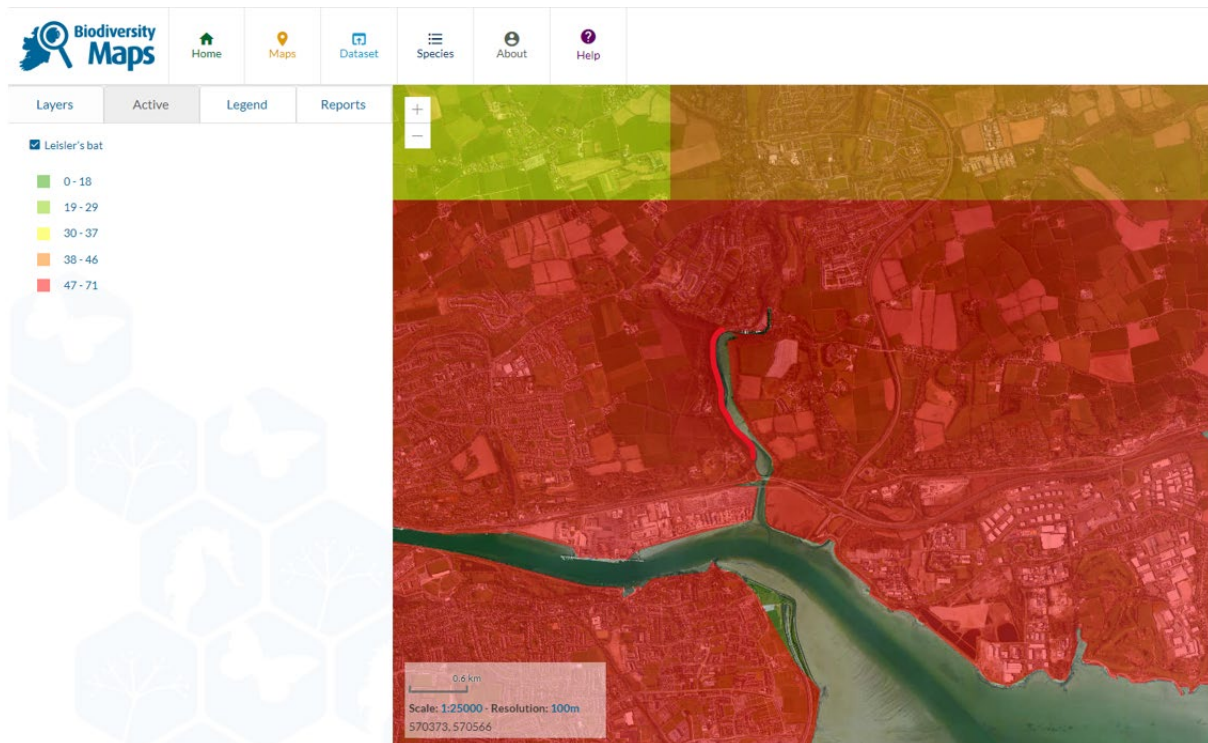 Biodiversity
Maps
Home
Maps
Dataset
Species
About
Help
Layers
Active
Legend
Reports
+
−
Leisler's bat
0 - 18
19 - 29
30 - 37
38 - 46
47 - 71
0.6 km
Scale: 1:25000 - Resolution: 100m
570373, 570566